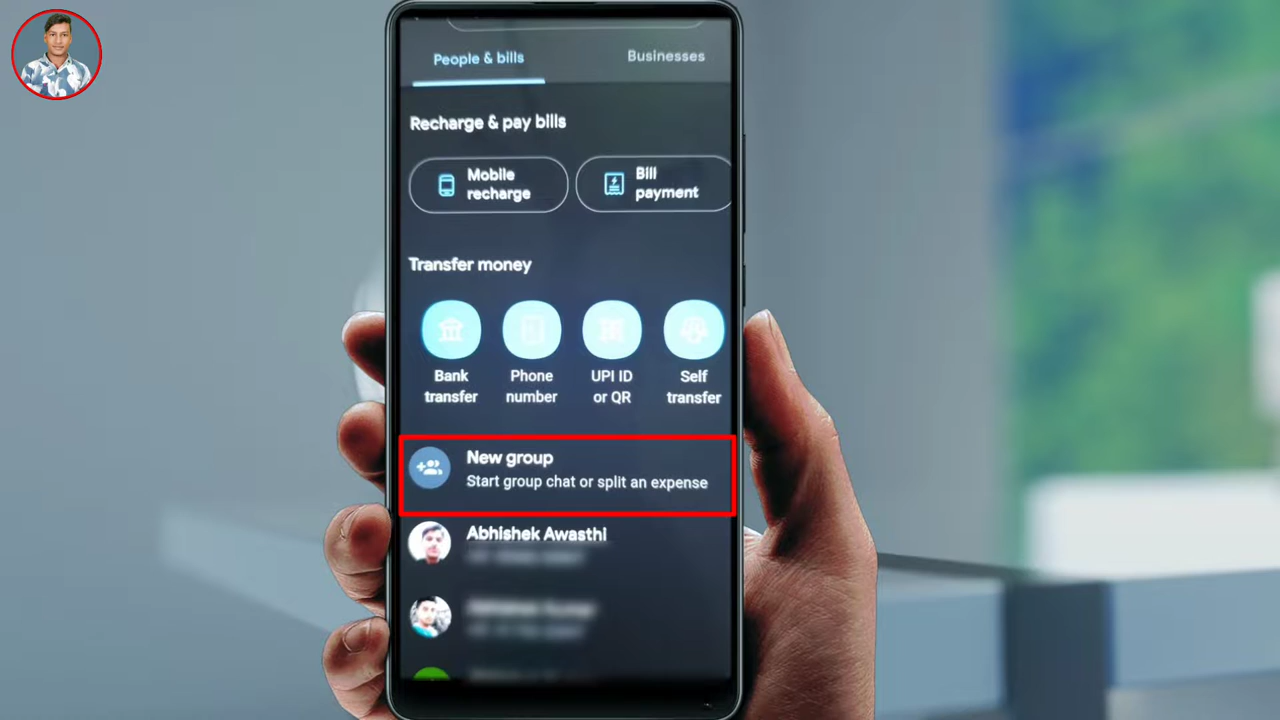 People & bills
Businesses
Recharge & pay bills
Mobile
recharge
Bill
payment
Transfer money
Bank
transfer
Phone
number
UPI ID
or QR
Self
transfer
New group
Start group chat or split an expense
Abhishek Awasthi